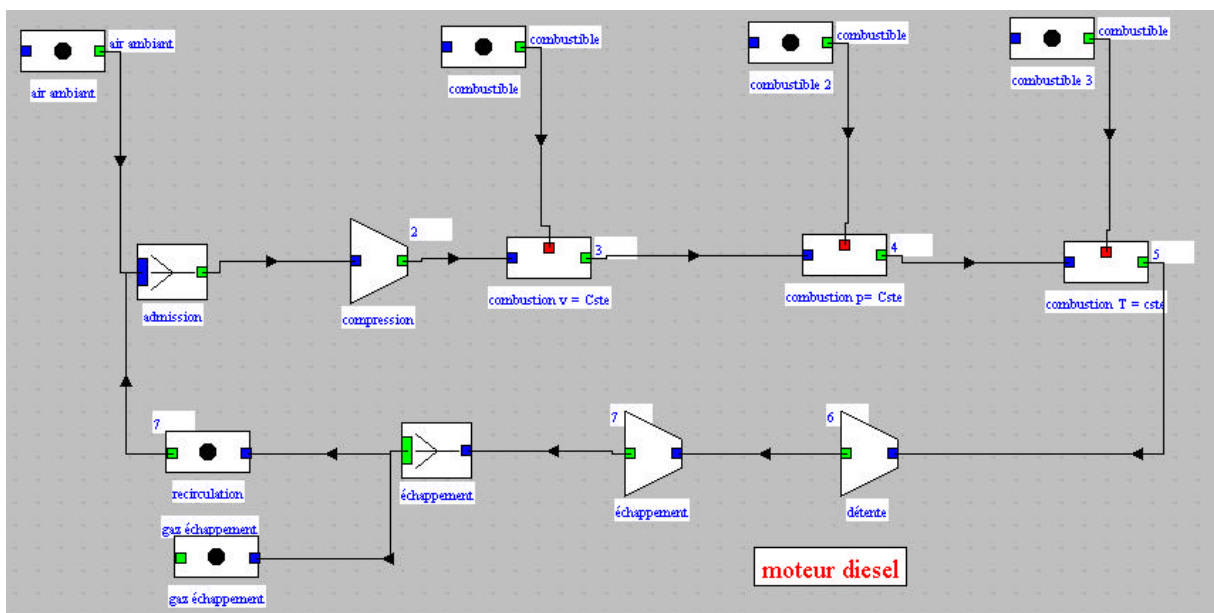 air ambiant
air ambiant
combustible
combustible
combustible
combustible 2
combustible
combustible 3
admission
2
compression
3
combustion v = Cste
4
combustion p= Cste
5
combustion T = cste
7
recirculation
échappement
7
échappement
6
détente
gaz échappement
gaz échappement
moteur diesel